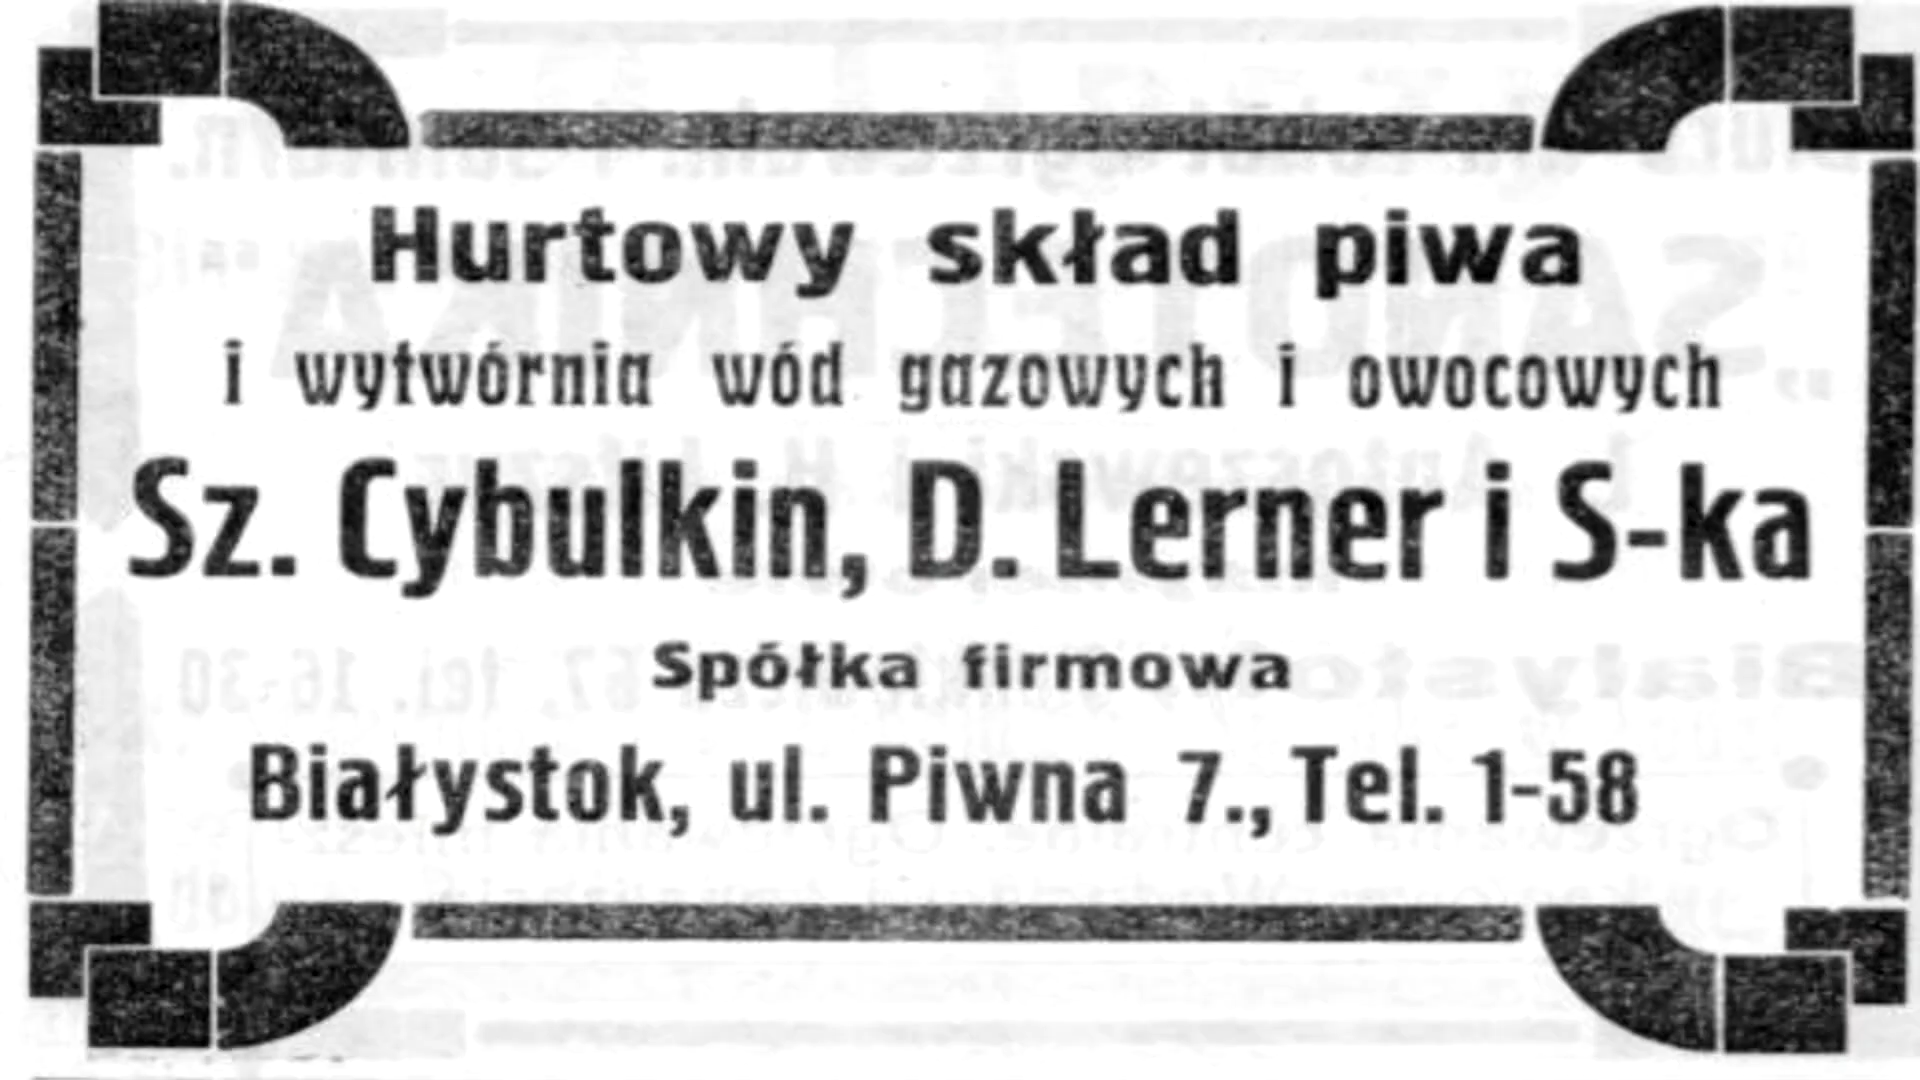 Hurtowy skład piwa
i wytwórnia wód gazowych i owocowych
Sz. Cybulkin, D. Lerner i S-ka
Spółka firmowa
Białystok, ul. Piwna 7., Tel. 1-58